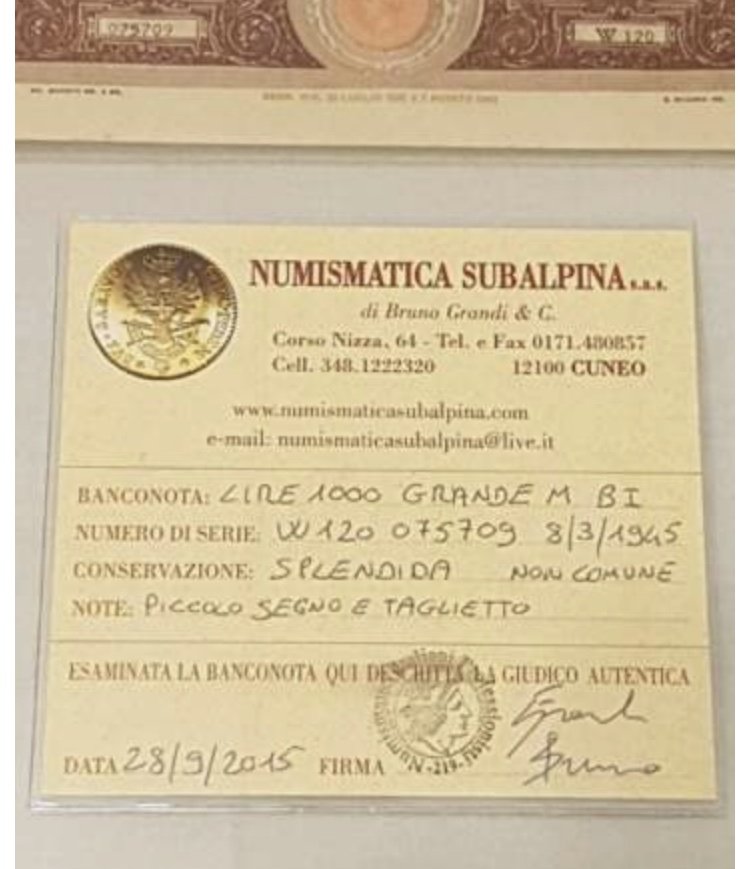 075709
W 120
NUMISMATICA SUBALPINA s.a.s.
di Bruno Grandi & C.
Corso Nizza, 64 - Tel. e Fax 0171.480857
Cell. 348.1222320 12100 CUNEO
www.numismaticasubalpina.com
e-mail: numismaticasubalpina@live.it
BANCONOTA: LIRE 1000 GRANDE M BI
NUMERO DI SERIE: W 120 075709 8/3/1945
CONSERVAZIONE: SPLENDIDA NON COMUNE
NOTE: PICCOLO SEGNO E TAGLIETTO
ESAMINATA LA BANCONOTA QUI DESCRITTA LA GIUDICO AUTENTICA
DATA 28/9/2015 FIRMA
N. 219
Bruno